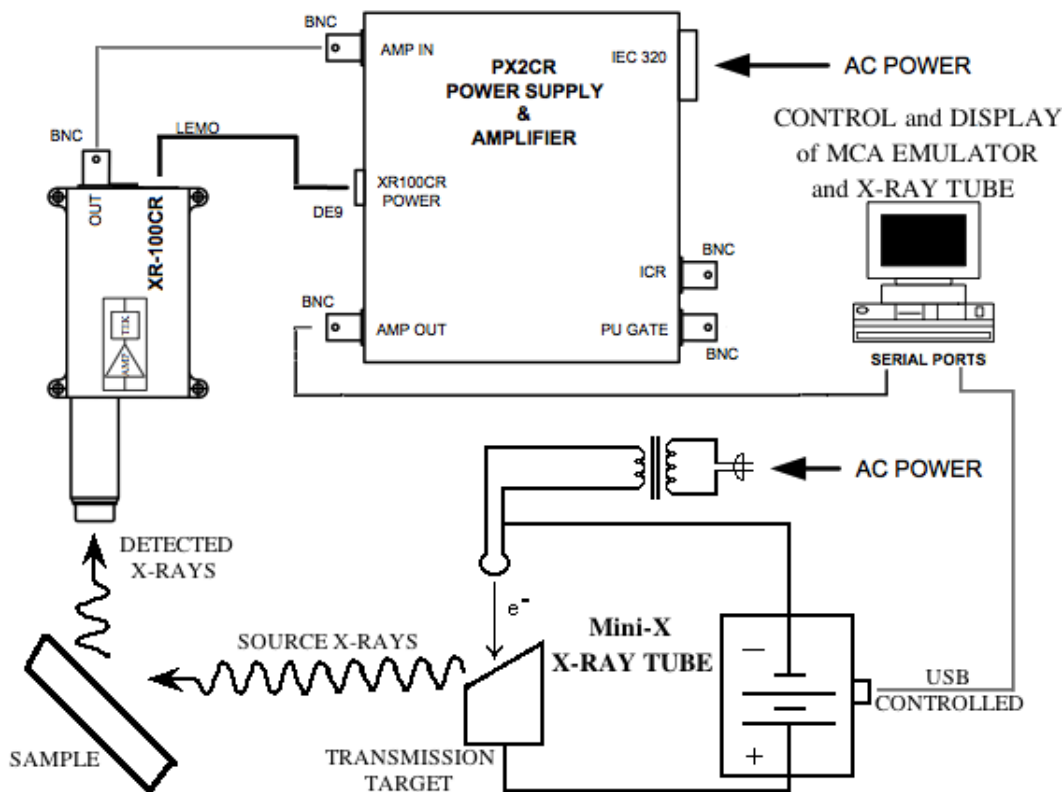 BNC
AMP IN
IEC 320
PX2CR
POWER SUPPLY
&
AMPLIFIER
AC POWER
CONTROL and DISPLAY
of MCA EMULATOR
and X-RAY TUBE
BNC
LEMO
XR100CR
POWER
DE9
OUT
XR-100CR
TEK
AMP
BNC
ICR
BNC
AMP OUT
PU GATE
BNC
SERIAL PORTS
AC POWER
DETECTED
X-RAYS
e-
Mini-X
X-RAY TUBE
SOURCE X-RAYS
−
+
USB
CONTROLLED
SAMPLE
TRANSMISSION
TARGET